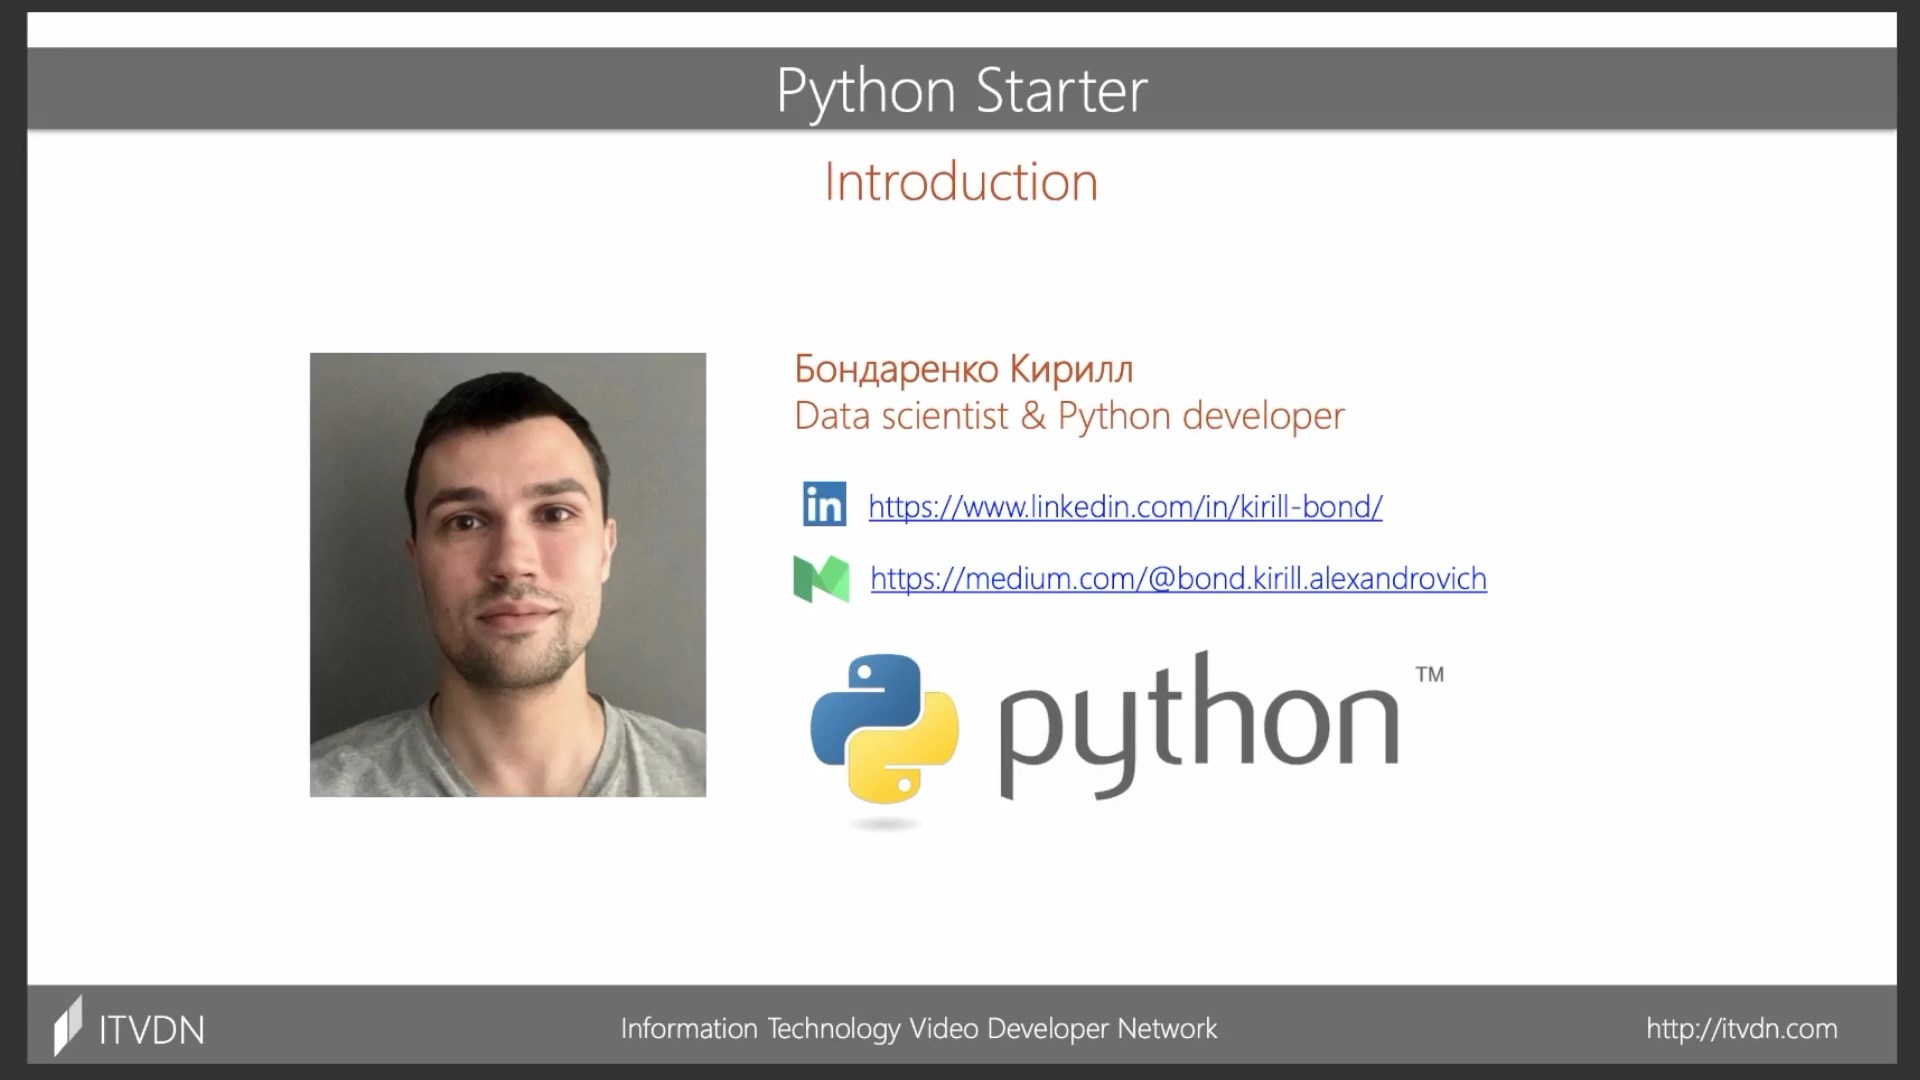 Python Starter
Introduction
Бондаренко Кирилл
Data scientist & Python developer
in https://www.linkedin.com/in/kirill-bond/
https://medium.com/@bond.kirill.alexandrovich
python™
ITVDN
Information Technology Video Developer Network
http://itvdn.com